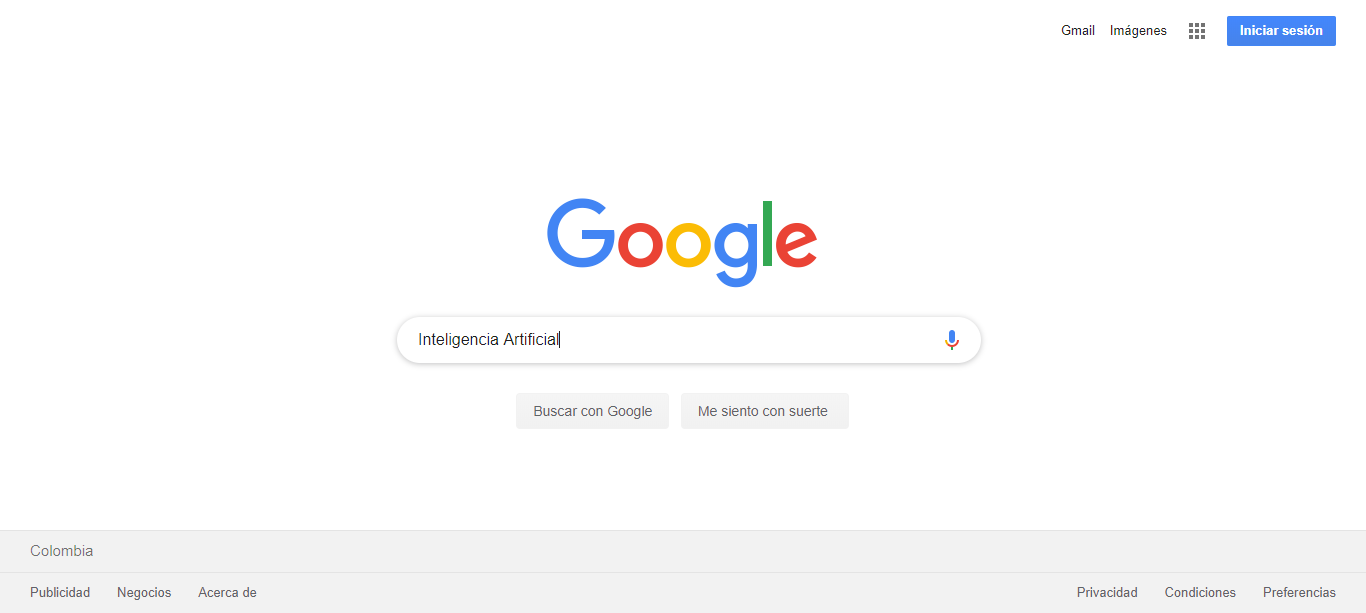 Gmail Imágenes Iniciar sesión
Google
Inteligencia Artificial
Buscar con Google Me siento con suerte
Colombia
Publicidad Negocios Acerca de Privacidad Condiciones Preferencias